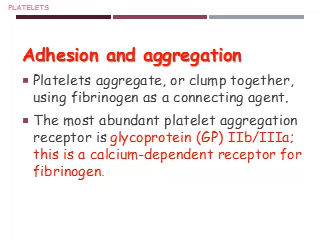 PLATELETS
Adhesion and aggregation
Platelets aggregate, or clump together,
using fibrinogen as a connecting agent.
The most abundant platelet aggregation
receptor is glycoprotein (GP) IIb/IIIa;
this is a calcium-dependent receptor for
fibrinogen.